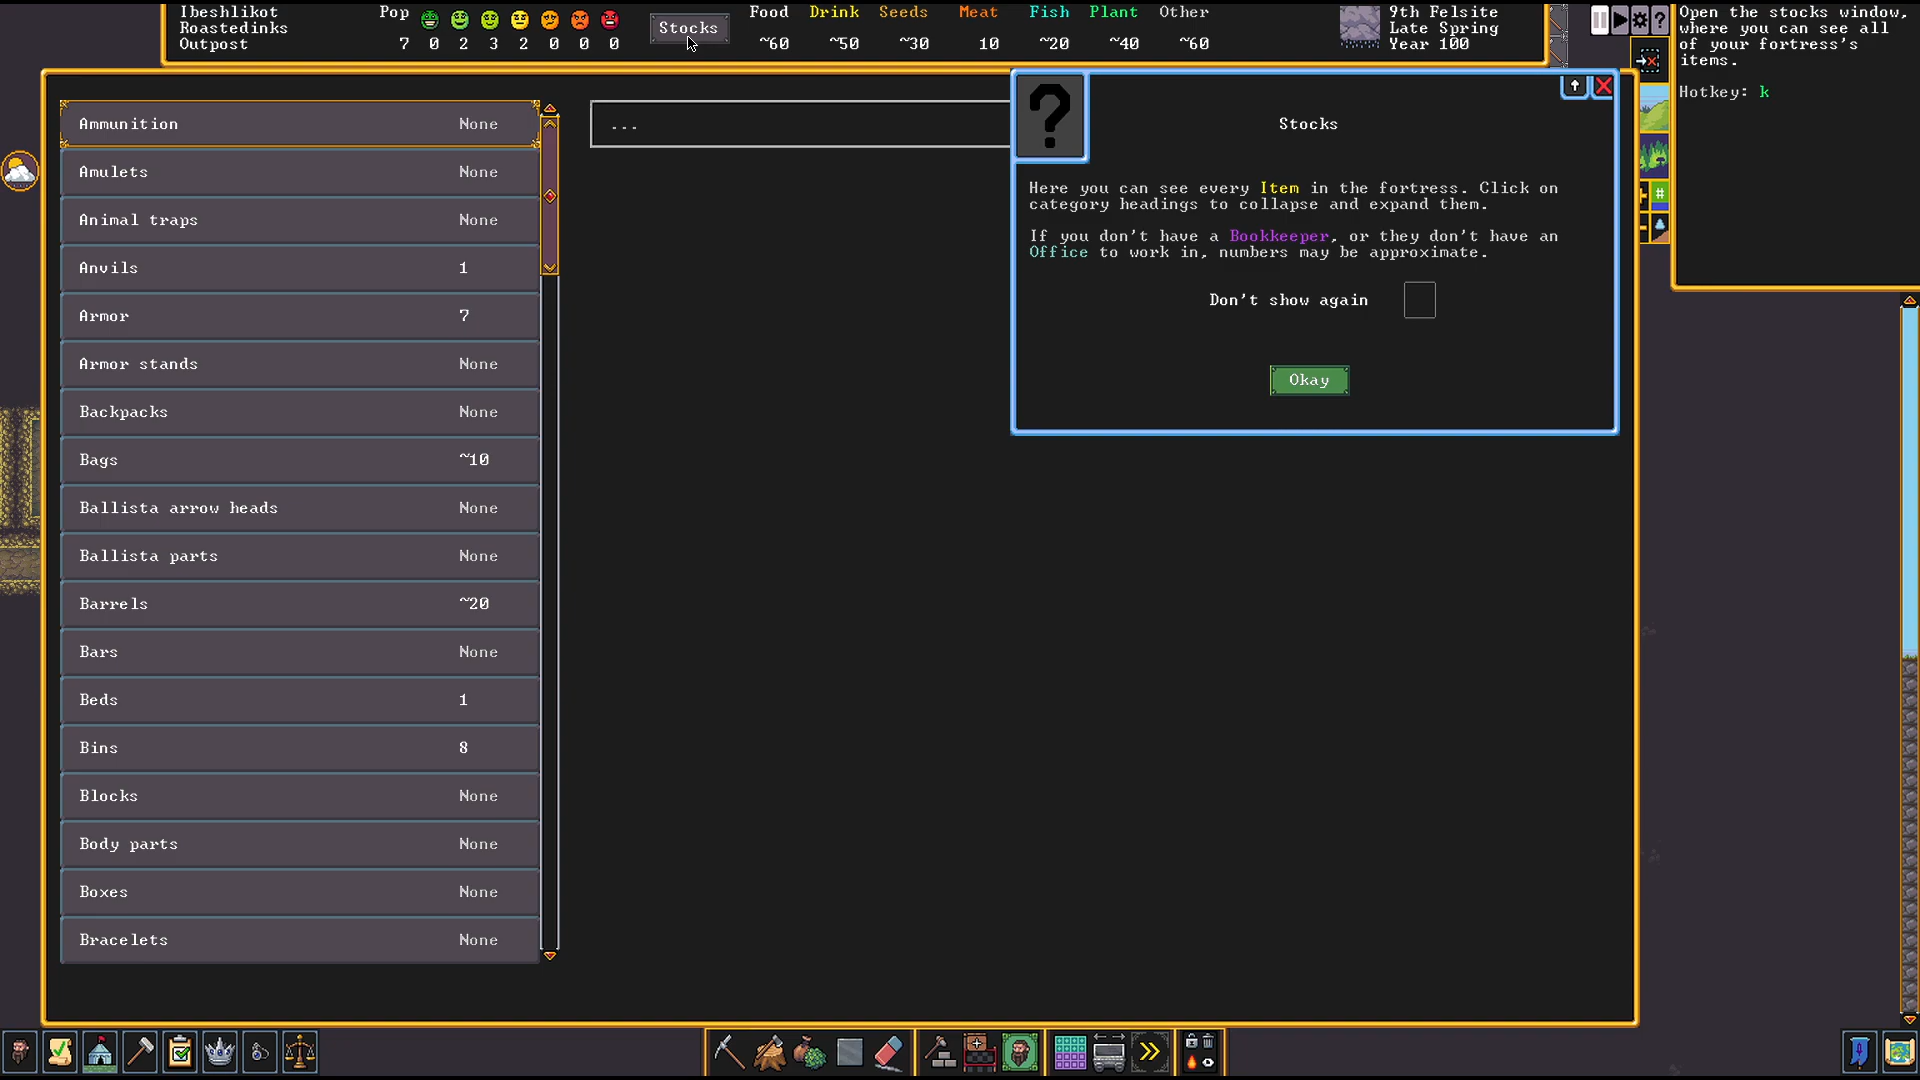 Ibeshlikot
Roastedinks
Outpost
Pop
7 0 2 3 2 0 0 0
Stocks
Food Drink Seeds Meat Fish Plant Other
~60 ~50 ~30 10 ~20 ~40 ~60
9th Felsite
Late Spring
Year 100
Open the stocks window,
where you can see all
of your fortress's
items.
Hotkey: k
Ammunition None
Amulets None
Animal traps None
Anvils 1
Armor 7
Armor stands None
Backpacks None
Bags ~10
Ballista arrow heads None
Ballista parts None
Barrels ~20
Bars None
Beds 1
Bins 8
Blocks None
Body parts None
Boxes None
Bracelets None
...
Stocks
Here you can see every Item in the fortress. Click on
category headings to collapse and expand them.
If you don't have a Bookkeeper, or they don't have an
Office to work in, numbers may be approximate.
Don't show again
Okay